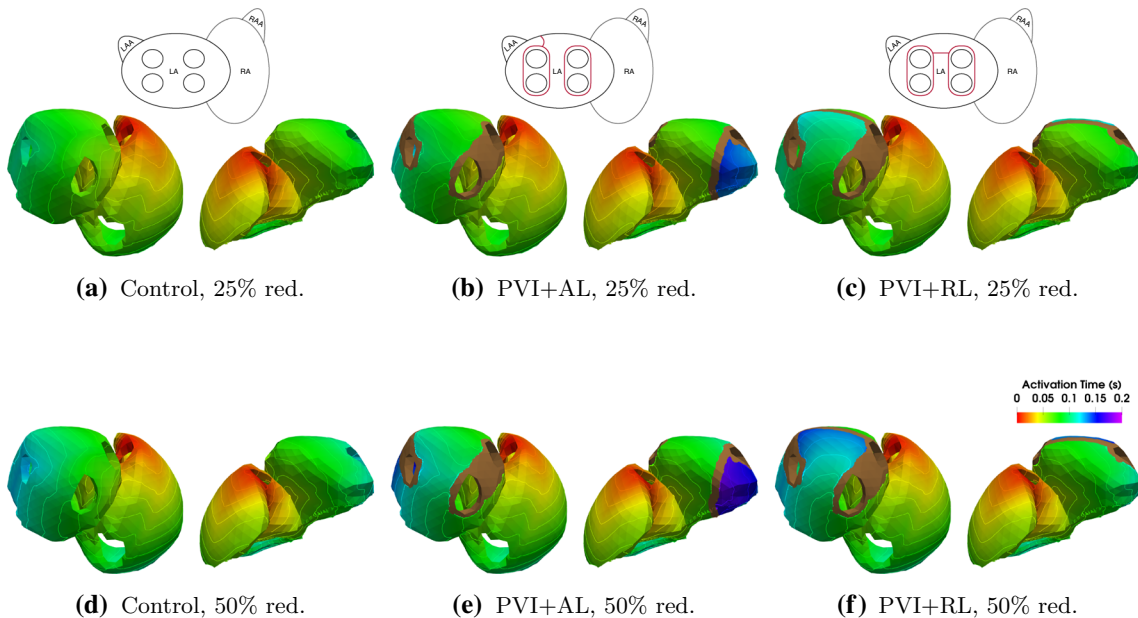 RAA
LAA
LA
RA
RAA
LAA
LA
RA
RAA
LAA
LA
RA
(a) Control, 25% red.
(b) PVI+AL, 25% red.
(c) PVI+RL, 25% red.
Activation Time (s)
0 0.05 0.1 0.15 0.2
(d) Control, 50% red.
(e) PVI+AL, 50% red.
(f) PVI+RL, 50% red.